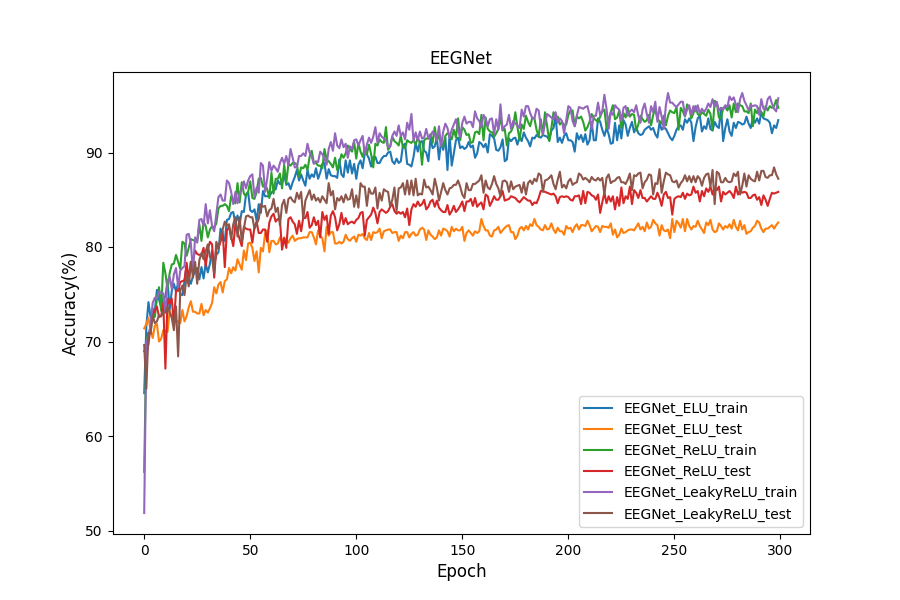 EEGNet
Accuracy(%)
90
80
70
60
50
0 50 100 150 200 250 300
Epoch
EEGNet_ELU_train
EEGNet_ELU_test
EEGNet_ReLU_train
EEGNet_ReLU_test
EEGNet_LeakyReLU_train
EEGNet_LeakyReLU_test